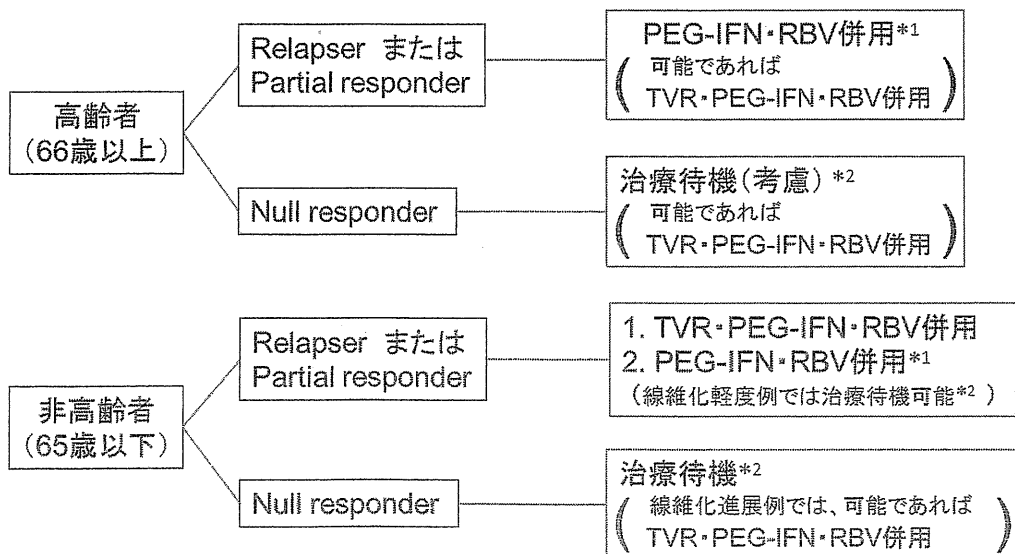 高齢者
(66歳以上)
Relapser または
Partial responder
PEG-IFN・RBV併用*1
( 可能であれば
TVR・PEG-IFN・RBV併用 )
Null responder
治療待機(考慮) *2
( 可能であれば
TVR・PEG-IFN・RBV併用 )
非高齢者
(65歳以下)
Relapser または
Partial responder
1. TVR・PEG-IFN・RBV併用
2. PEG-IFN・RBV併用*1
(線維化軽度例では治療待機可能*2 )
Null responder
治療待機*2
( 線維化進展例では、可能であれば
TVR・PEG-IFN・RBV併用 )